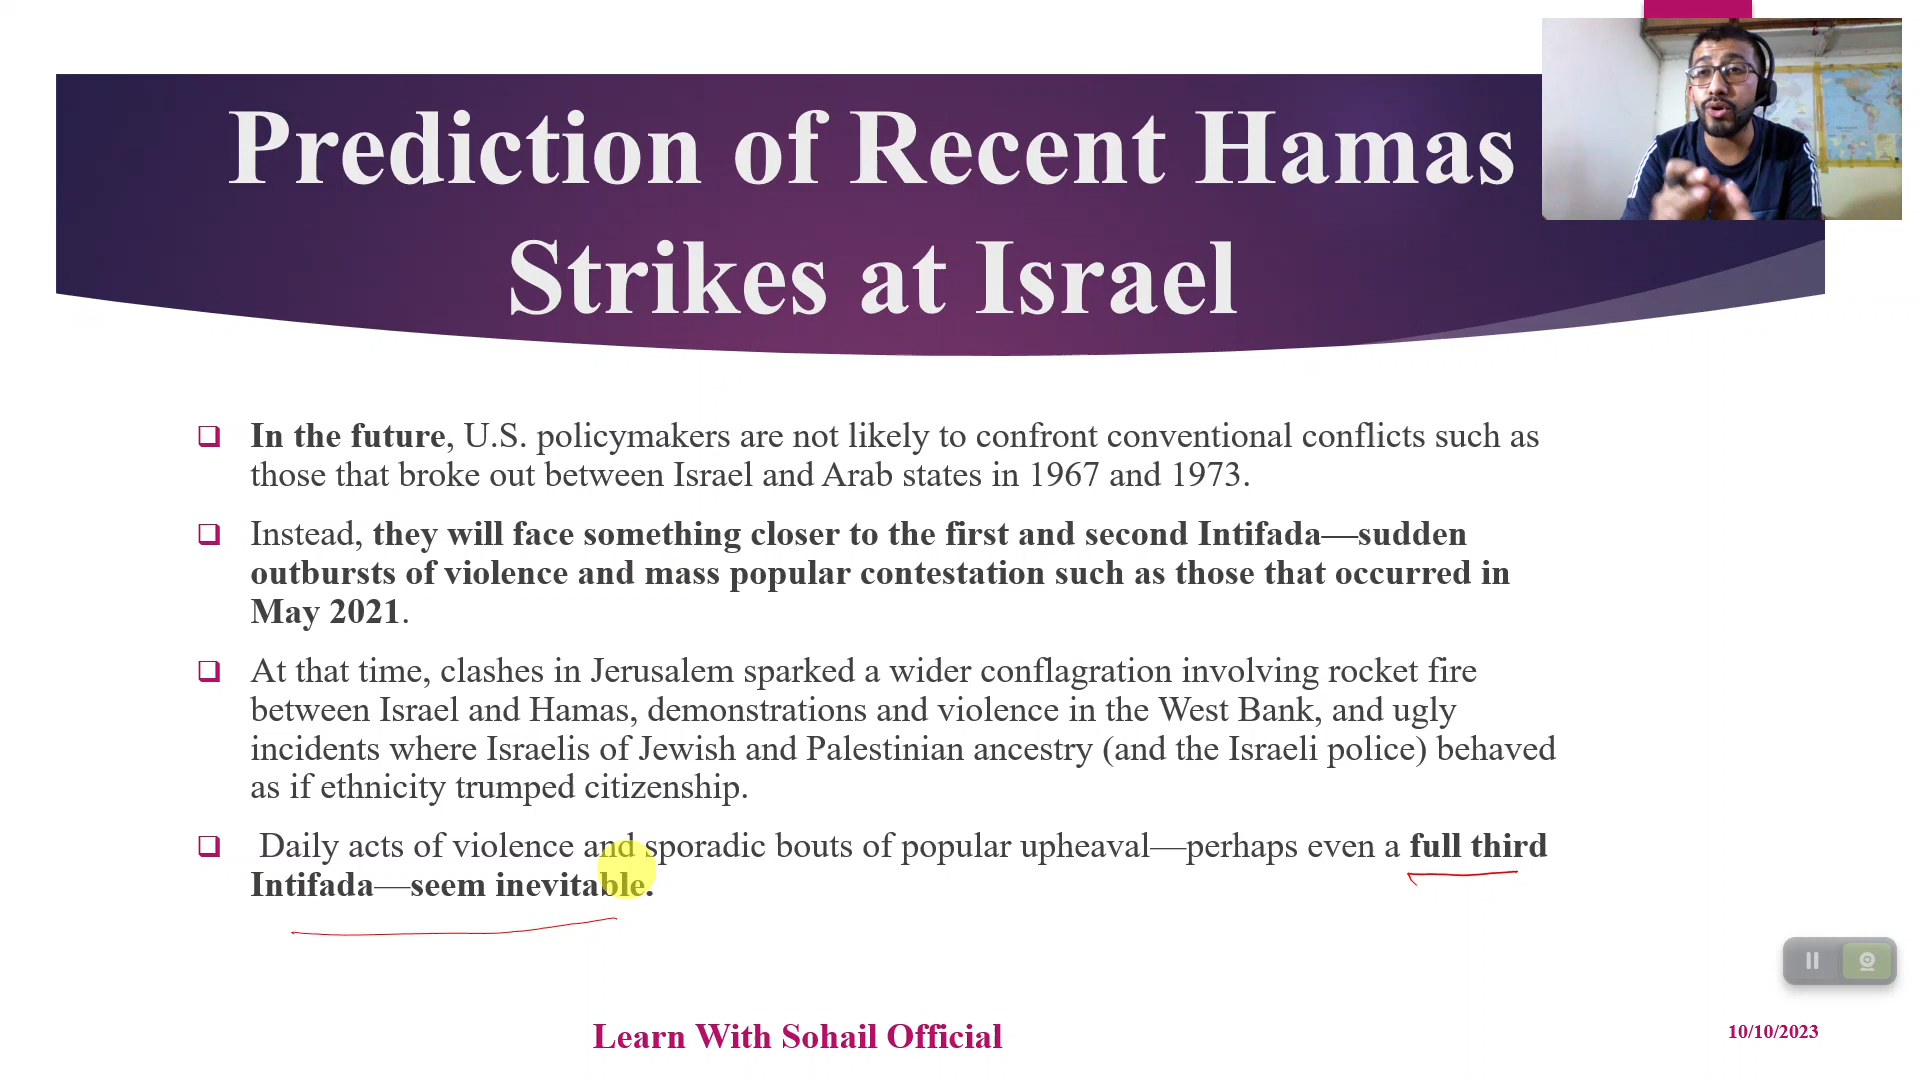 Prediction of Recent Hamas
Strikes at Israel
In the future, U.S. policymakers are not likely to confront conventional conflicts such as
those that broke out between Israel and Arab states in 1967 and 1973.
Instead, they will face something closer to the first and second Intifada—sudden
outbursts of violence and mass popular contestation such as those that occurred in
May 2021.
At that time, clashes in Jerusalem sparked a wider conflagration involving rocket fire
between Israel and Hamas, demonstrations and violence in the West Bank, and ugly
incidents where Israelis of Jewish and Palestinian ancestry (and the Israeli police) behaved
as if ethnicity trumped citizenship.
Daily acts of violence and sporadic bouts of popular upheaval—perhaps even a full third
Intifada—seem inevitable.
Learn With Sohail Official
10/10/2023